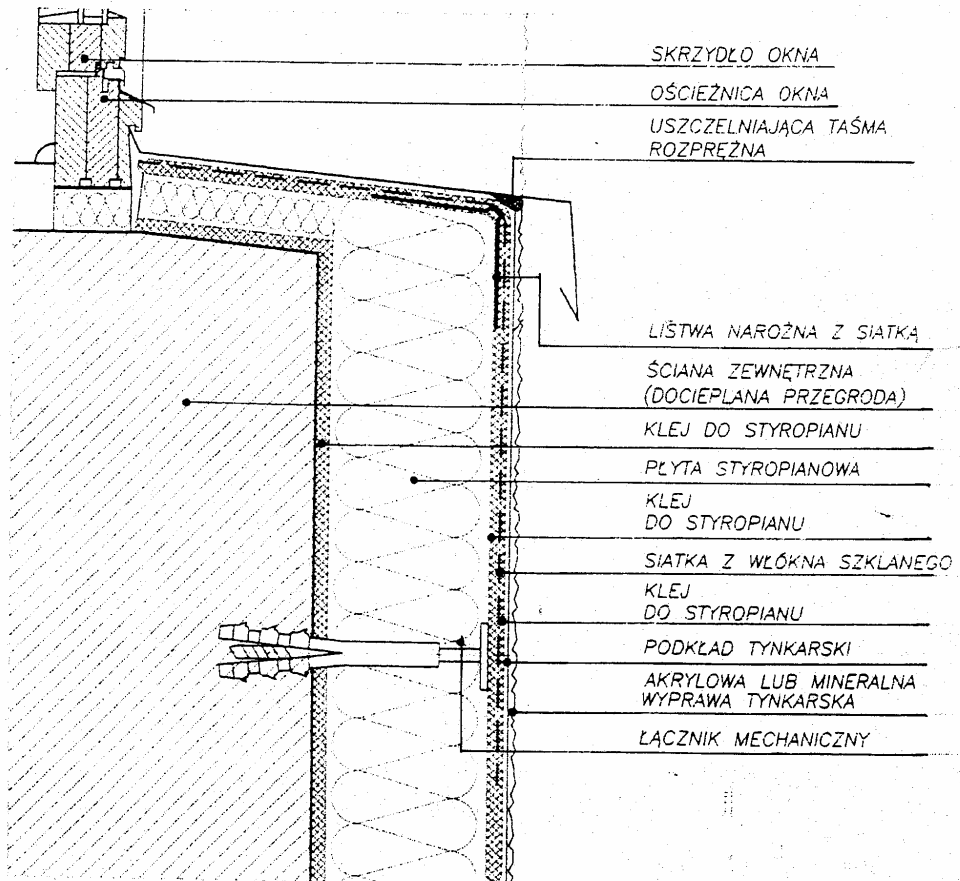 SKRZYDŁO OKNA
OŚCIEŻNICA OKNA
USZCZELNIAJĄCA TAŚMA
ROZPRĘŻNA
LISTWA NAROŻNA Z SIATKĄ
ŚCIANA ZEWNĘTRZNA
(DOCIEPLANA PRZEGRODA)
KLEJ DO STYROPIANU
PŁYTA STYROPIANOWA
KLEJ
DO STYROPIANU
SIATKA Z WŁÓKNA SZKLANEGO
KLEJ
DO STYROPIANU
PODKŁAD TYNKARSKI
AKRYLOWA LUB MINERALNA
WYPRAWA TYNKARSKA
ŁĄCZNIK MECHANICZNY